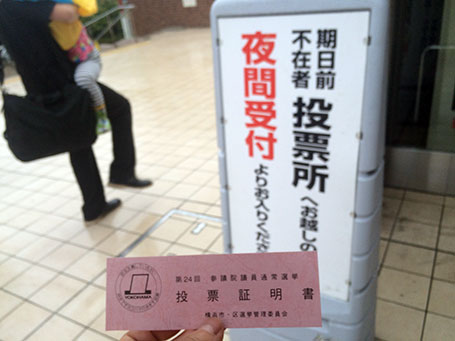 期日前
不在者
投票所
へお越しの
夜間受付
よりお入りくだ
第24回 参議院議員通常選挙
投票証明書
横浜市・区選挙管理委員会
YOKOHAMA